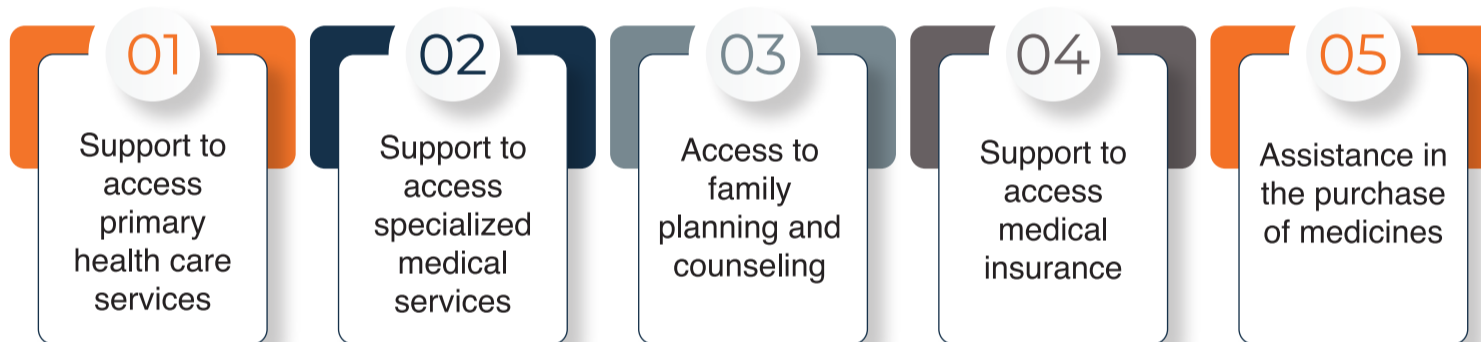 01
Support to
access
primary
health care
services
02
Support to
access
specialized
medical
services
03
Access to
family
planning and
counseling
04
Support to
access
medical
insurance
05
Assistance in
the purchase
of medicines